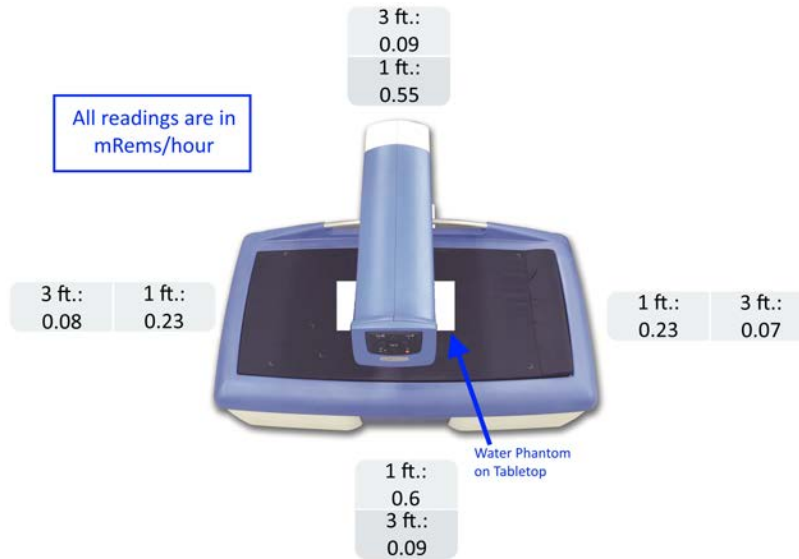 3 ft.:
0.09
1 ft.:
0.55
All readings are in
mRems/hour
3 ft.:
0.08
1 ft.:
0.23
1 ft.:
0.23
3 ft.:
0.07
Water Phantom
on Tabletop
1 ft.:
0.6
3 ft.:
0.09